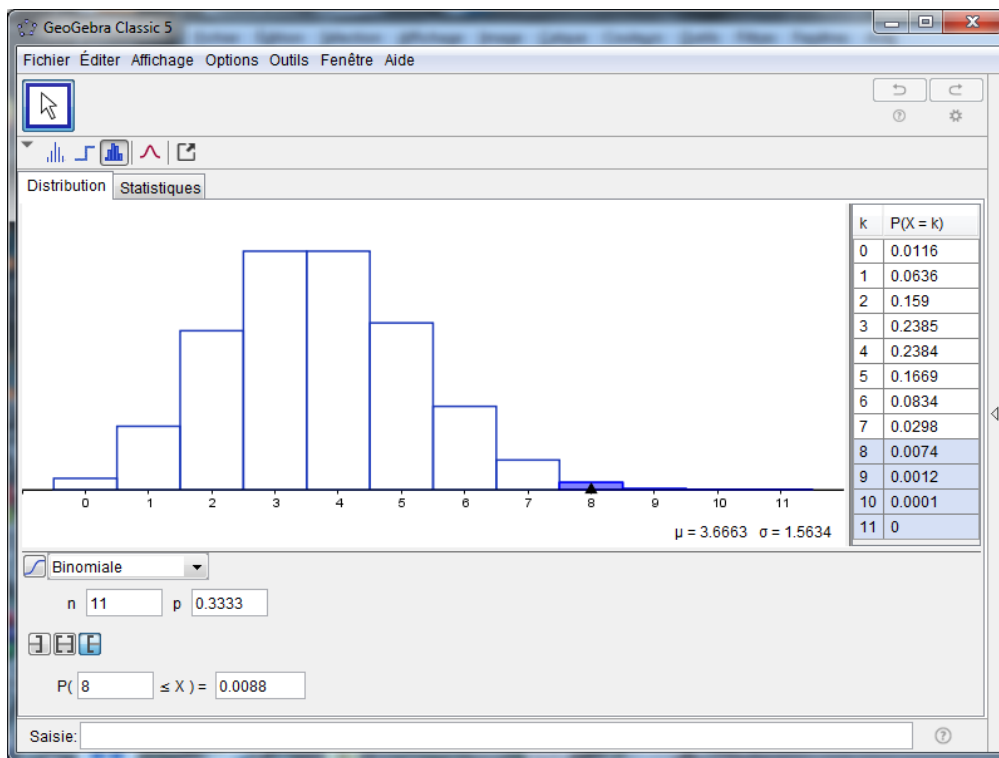 GeoGebra Classic 5
Fichier Éditer Affichage Options Outils Fenêtre Aide
Distribution Statistiques
k P(X = k)
0 0.0116
1 0.0636
2 0.159
3 0.2385
4 0.2384
5 0.1669
6 0.0834
7 0.0298
8 0.0074
9 0.0012
10 0.0001
11 0
0 1 2 3 4 5 6 7 8 9 10 11
μ = 3.6663 σ = 1.5634
Binomiale
n 11 p 0.3333
P( 8 ≤ X ) = 0.0088
Saisie: